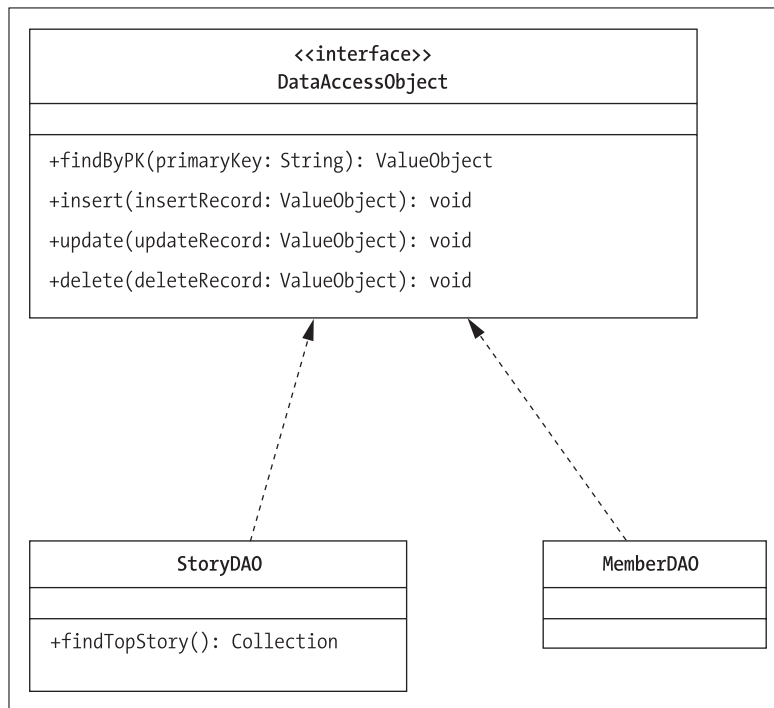 <<interface>>
DataAccessObject
+findByPK(primaryKey: String): ValueObject
+insert(insertRecord: ValueObject): void
+update(updateRecord: ValueObject): void
+delete(deleteRecord: ValueObject): void
StoryDAO
+findTopStory(): Collection
MemberDAO